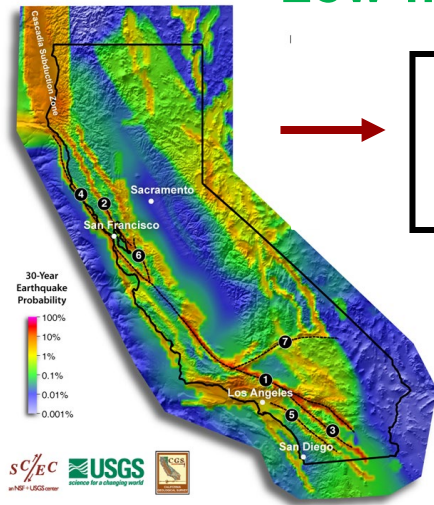 Cascadia Subduction Zone
Sacramento
4
2
San Francisco
6
30-Year
Earthquake
Probability
100%
10%
1%
0.1%
0.01%
0.001%
7
1
Los Angeles
5
3
San Diego
SC/EC
an NSF + USGS center
USGS
science for a changing world
CGS